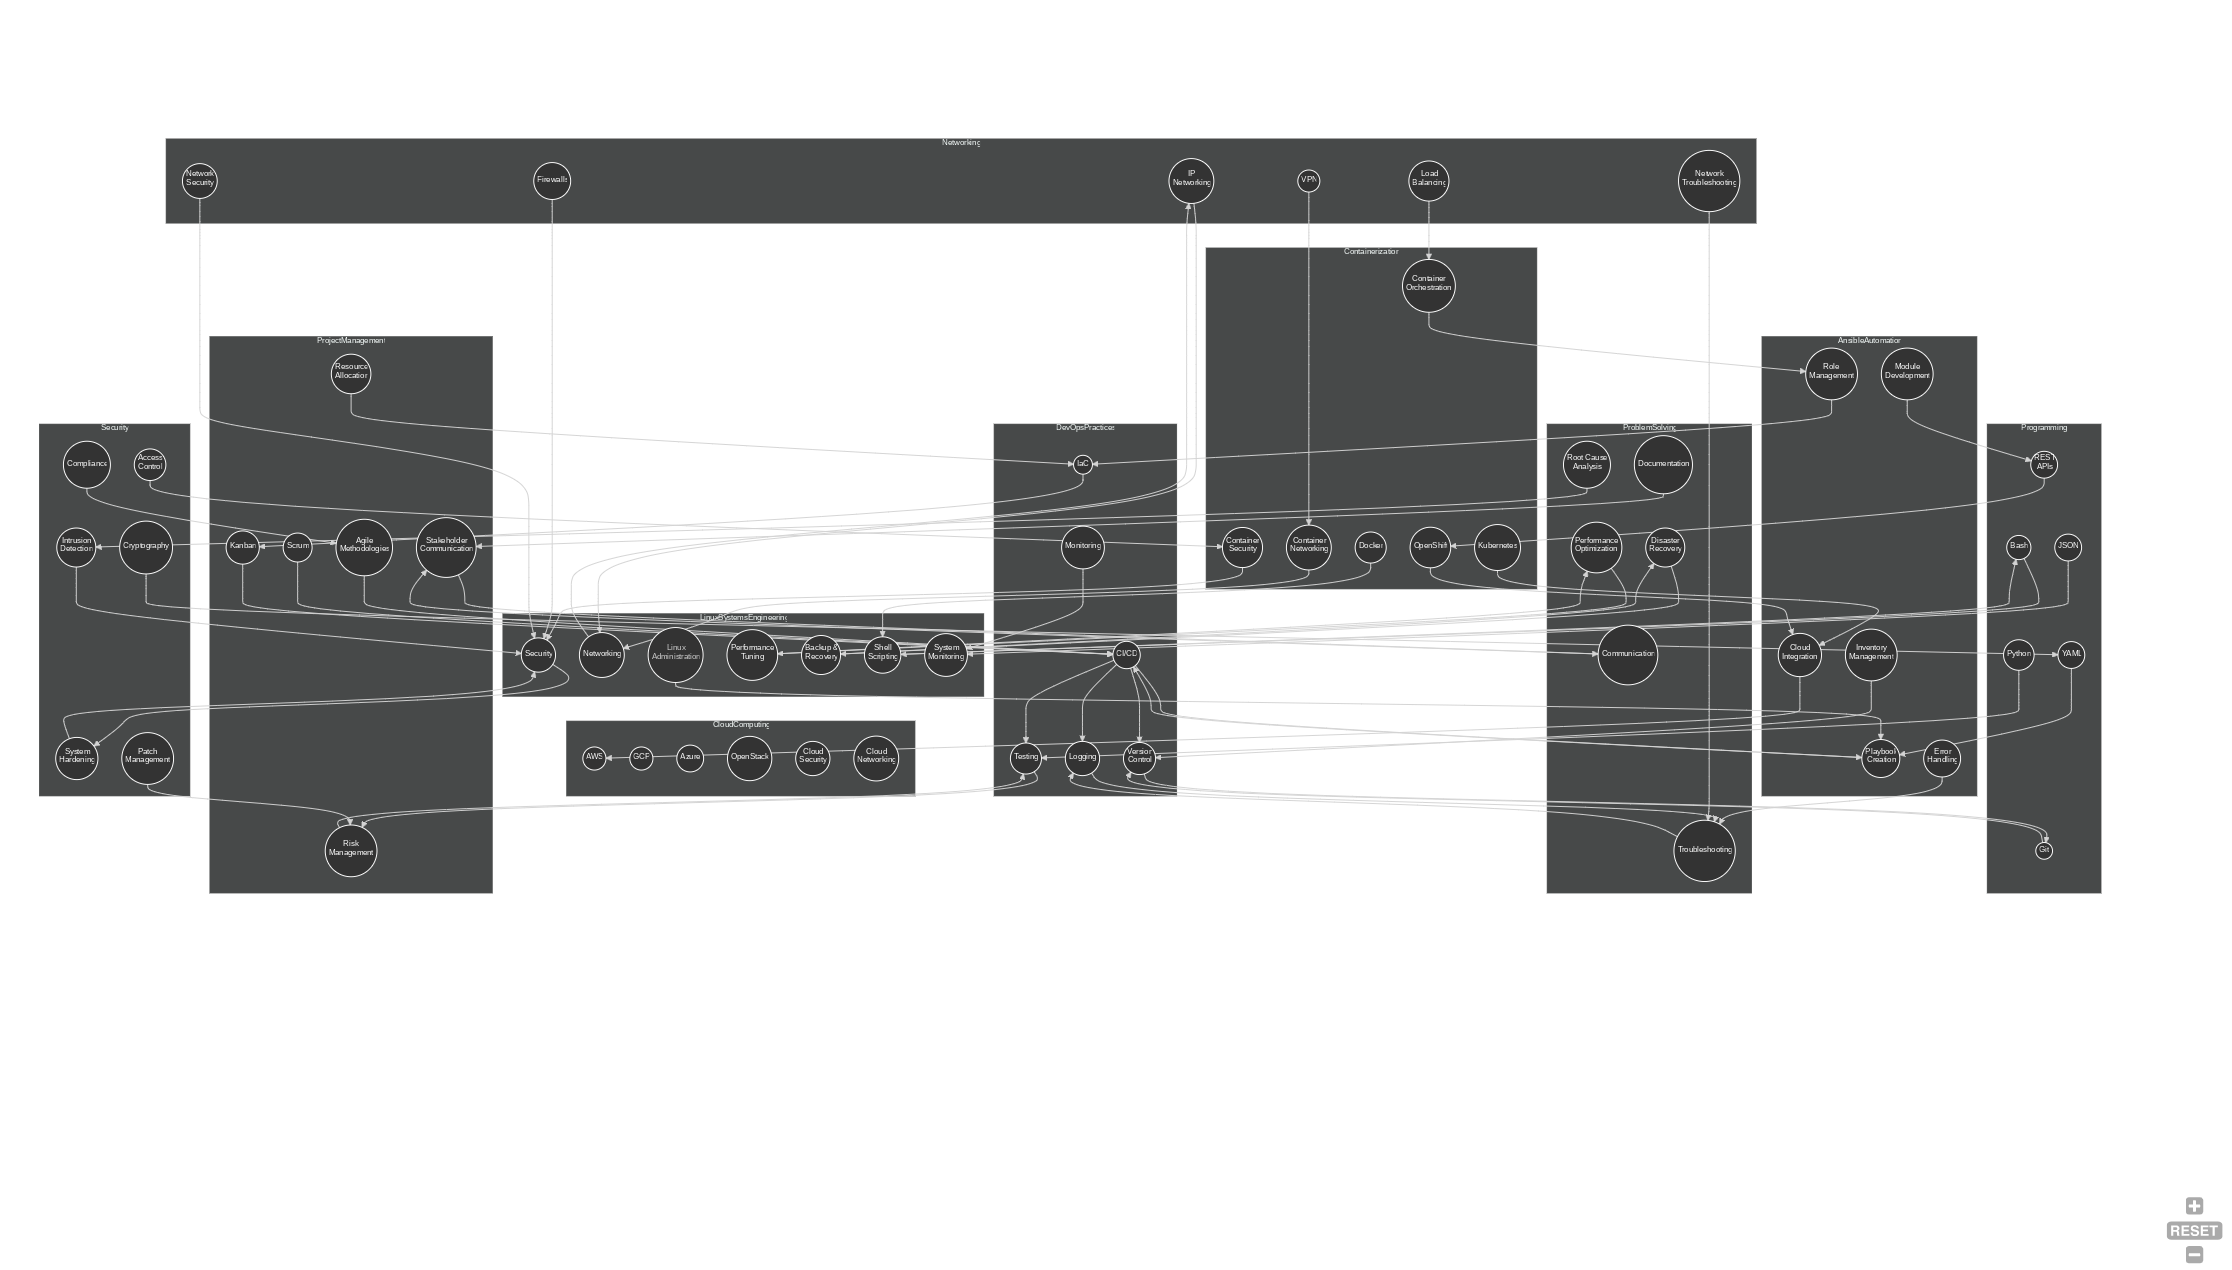 Networking
Network
Security
Firewalls
IP
Networking
VPN
Load
Balancing
Network
Troubleshooting
Containerization
Container
Orchestration
Container
Security
Container
Networking
Docker
OpenShift
Kubernetes
ProjectManagement
Resource
Allocation
Kanban
Scrum
Agile
Methodologies
Stakeholder
Communication
Risk
Management
AnsibleAutomation
Role
Management
Module
Development
Cloud
Integration
Inventory
Management
Playbook
Creation
Error
Handling
Security
Compliance
Access
Control
Intrusion
Detection
Cryptography
System
Hardening
Patch
Management
DevOpsPractices
IaC
Monitoring
CI/CD
Testing
Logging
Version
Control
ProblemSolving
Root Cause
Analysis
Documentation
Performance
Optimization
Disaster
Recovery
Communication
Troubleshooting
Programming
REST
APIs
Bash
JSON
Python
YAML
Git
LinuxSystemsEngineering
Security
Networking
Linux
Administration
Performance
Tuning
Backup &
Recovery
Shell
Scripting
System
Monitoring
CloudComputing
AWS
GCP
Azure
OpenStack
Cloud
Security
Cloud
Networking
RESET